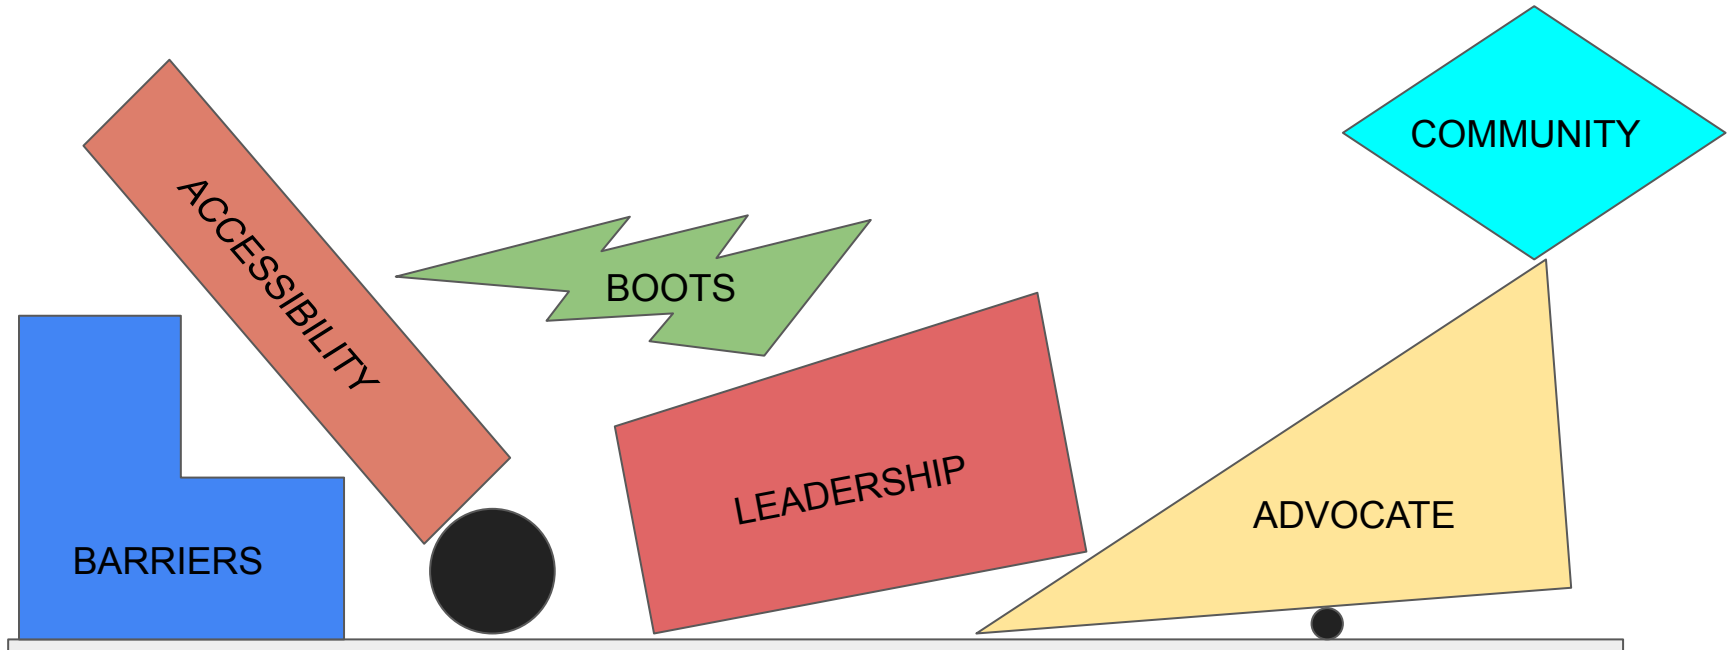 ACCESSIBILITY
BARRIERS
BOOTS
LEADERSHIP
COMMUNITY
ADVOCATE